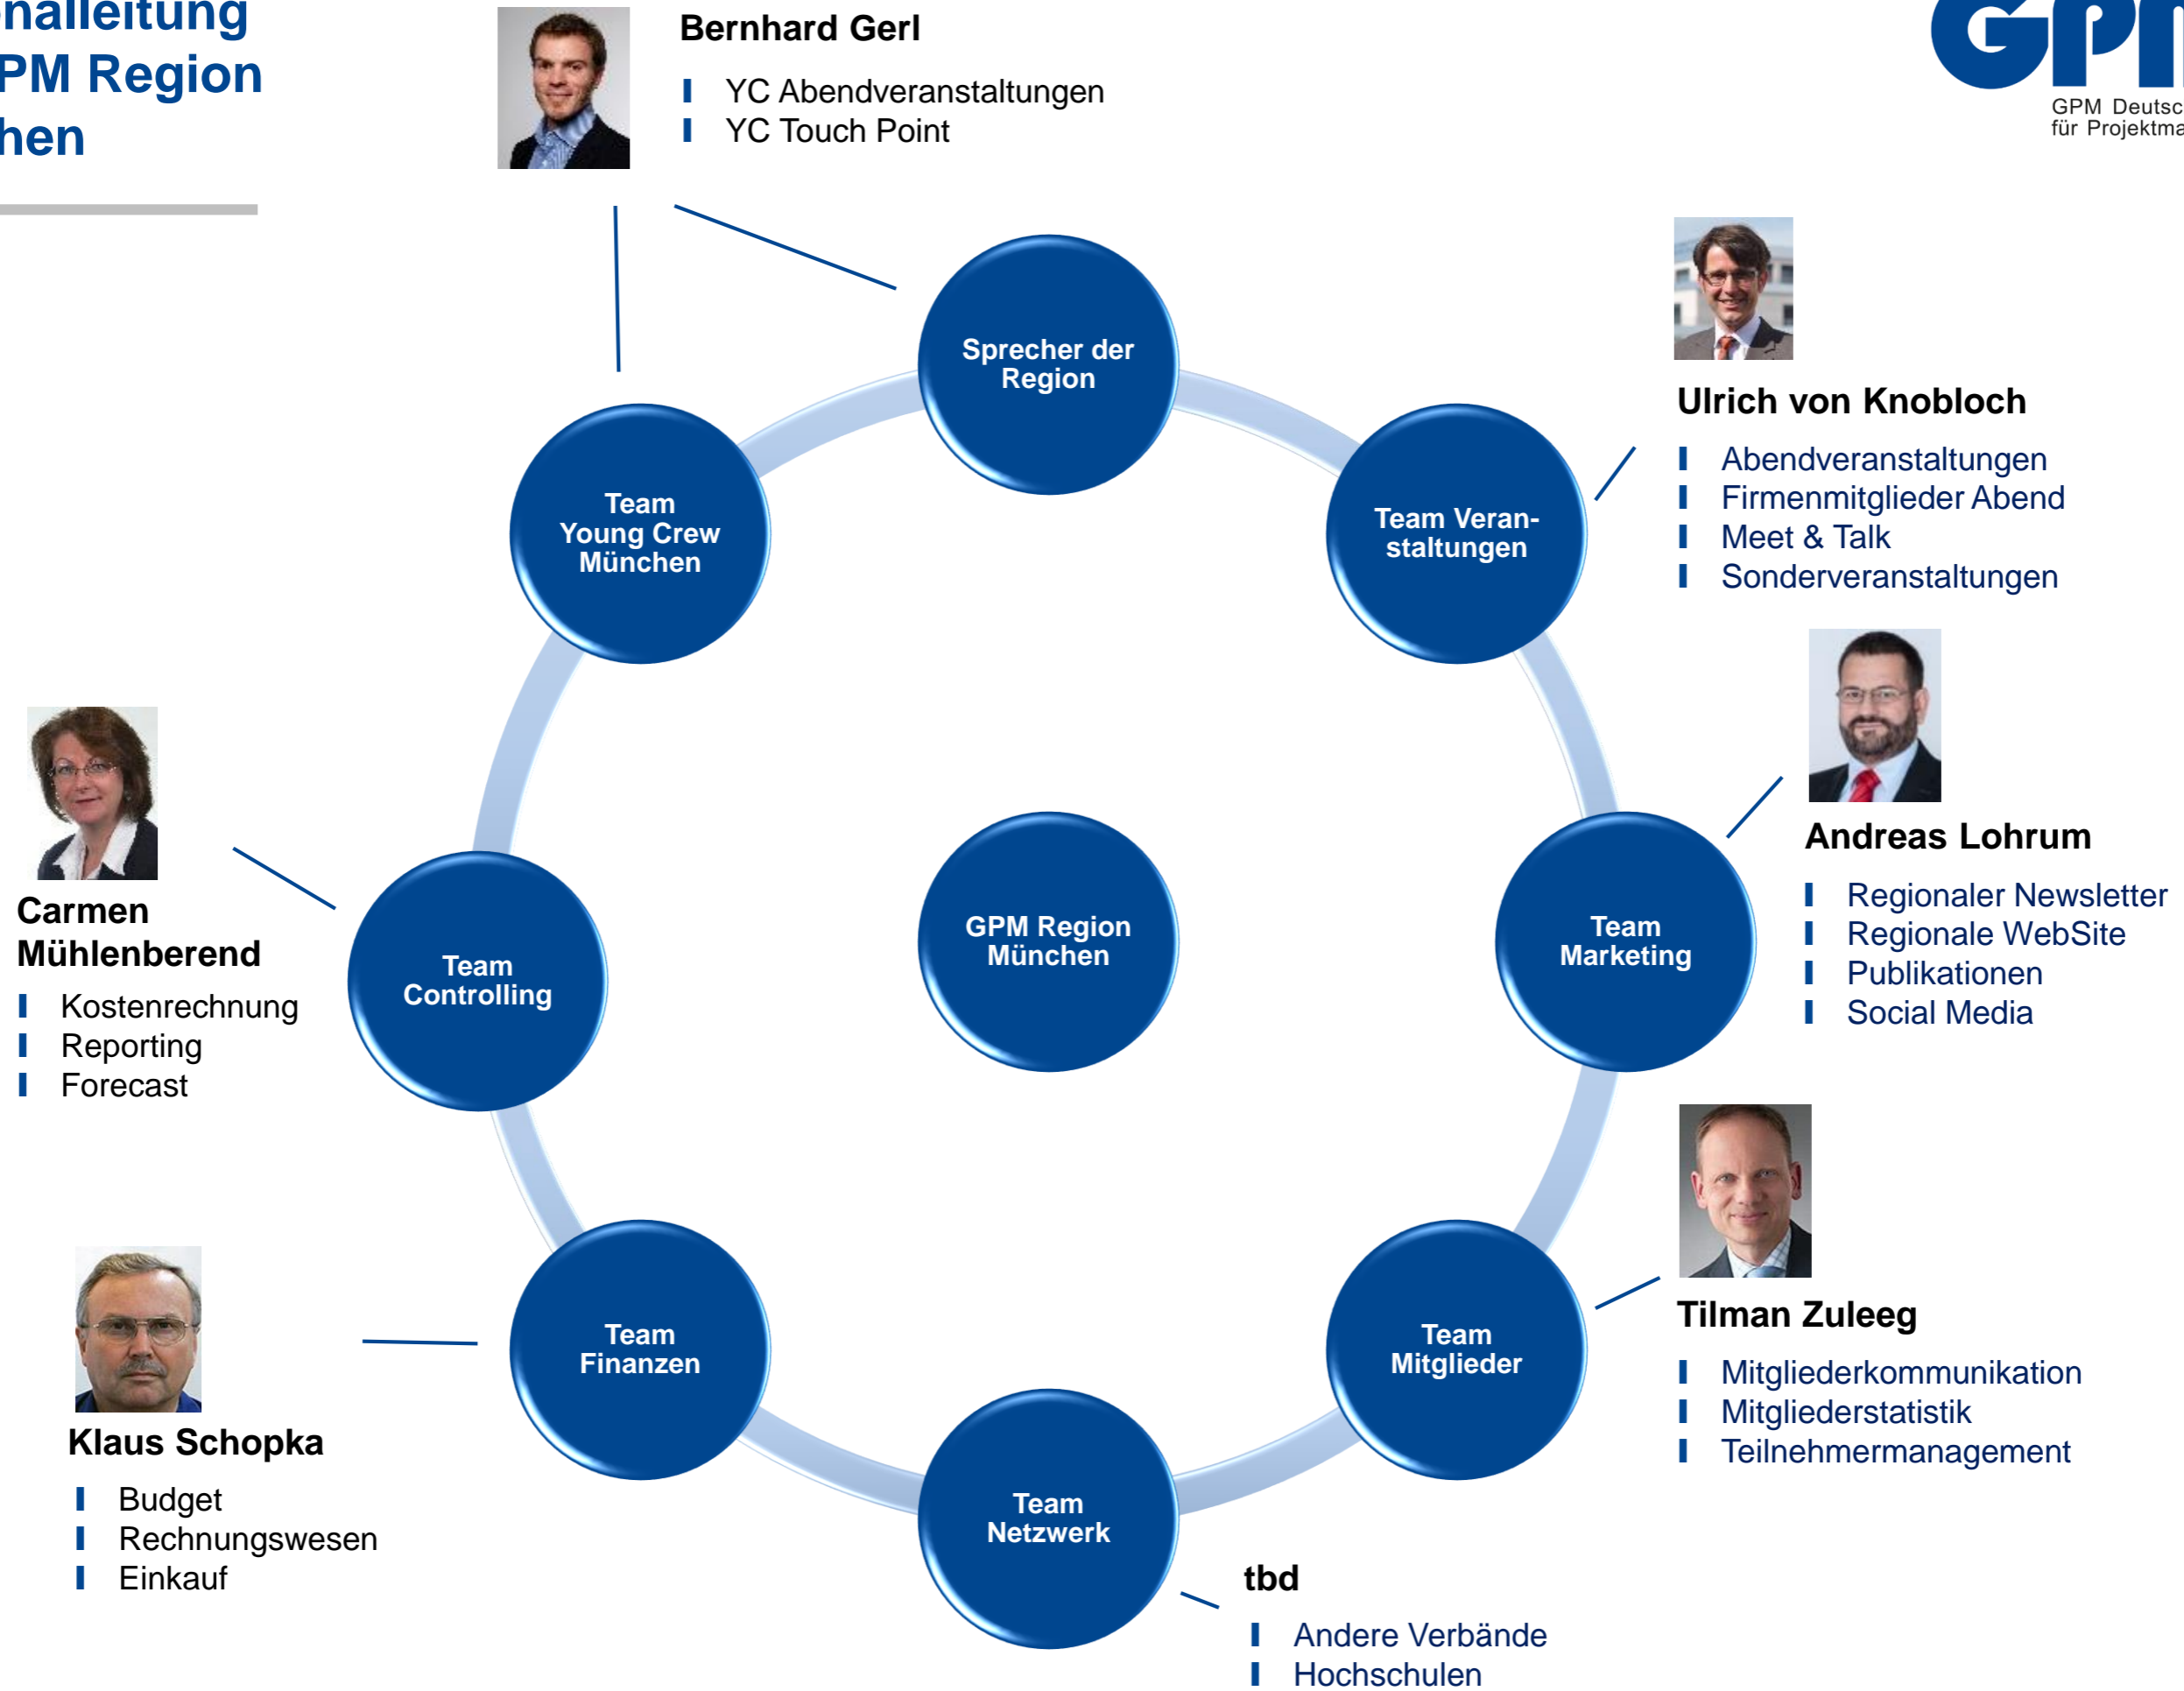 nalleitung
PM Region
hen
GPM
GPM Deutsc
für Projektma
Bernhard Gerl
YC Abendveranstaltungen
YC Touch Point
Sprecher der
Region
Ulrich von Knobloch
Abendveranstaltungen
Firmenmitglieder Abend
Meet & Talk
Sonderveranstaltungen
Team
Young Crew
München
Team Veran-
staltungen
Andreas Lohrum
Regionaler Newsletter
Regionale WebSite
Publikationen
Social Media
Carmen
Mühlenberend
Kostenrechnung
Reporting
Forecast
Team
Controlling
GPM Region
München
Team
Marketing
Tilman Zuleeg
Mitgliederkommunikation
Mitgliederstatistik
Teilnehmermanagement
Klaus Schopka
Budget
Rechnungswesen
Einkauf
Team
Finanzen
Team
Mitglieder
Team
Netzwerk
tbd
Andere Verbände
Hochschulen